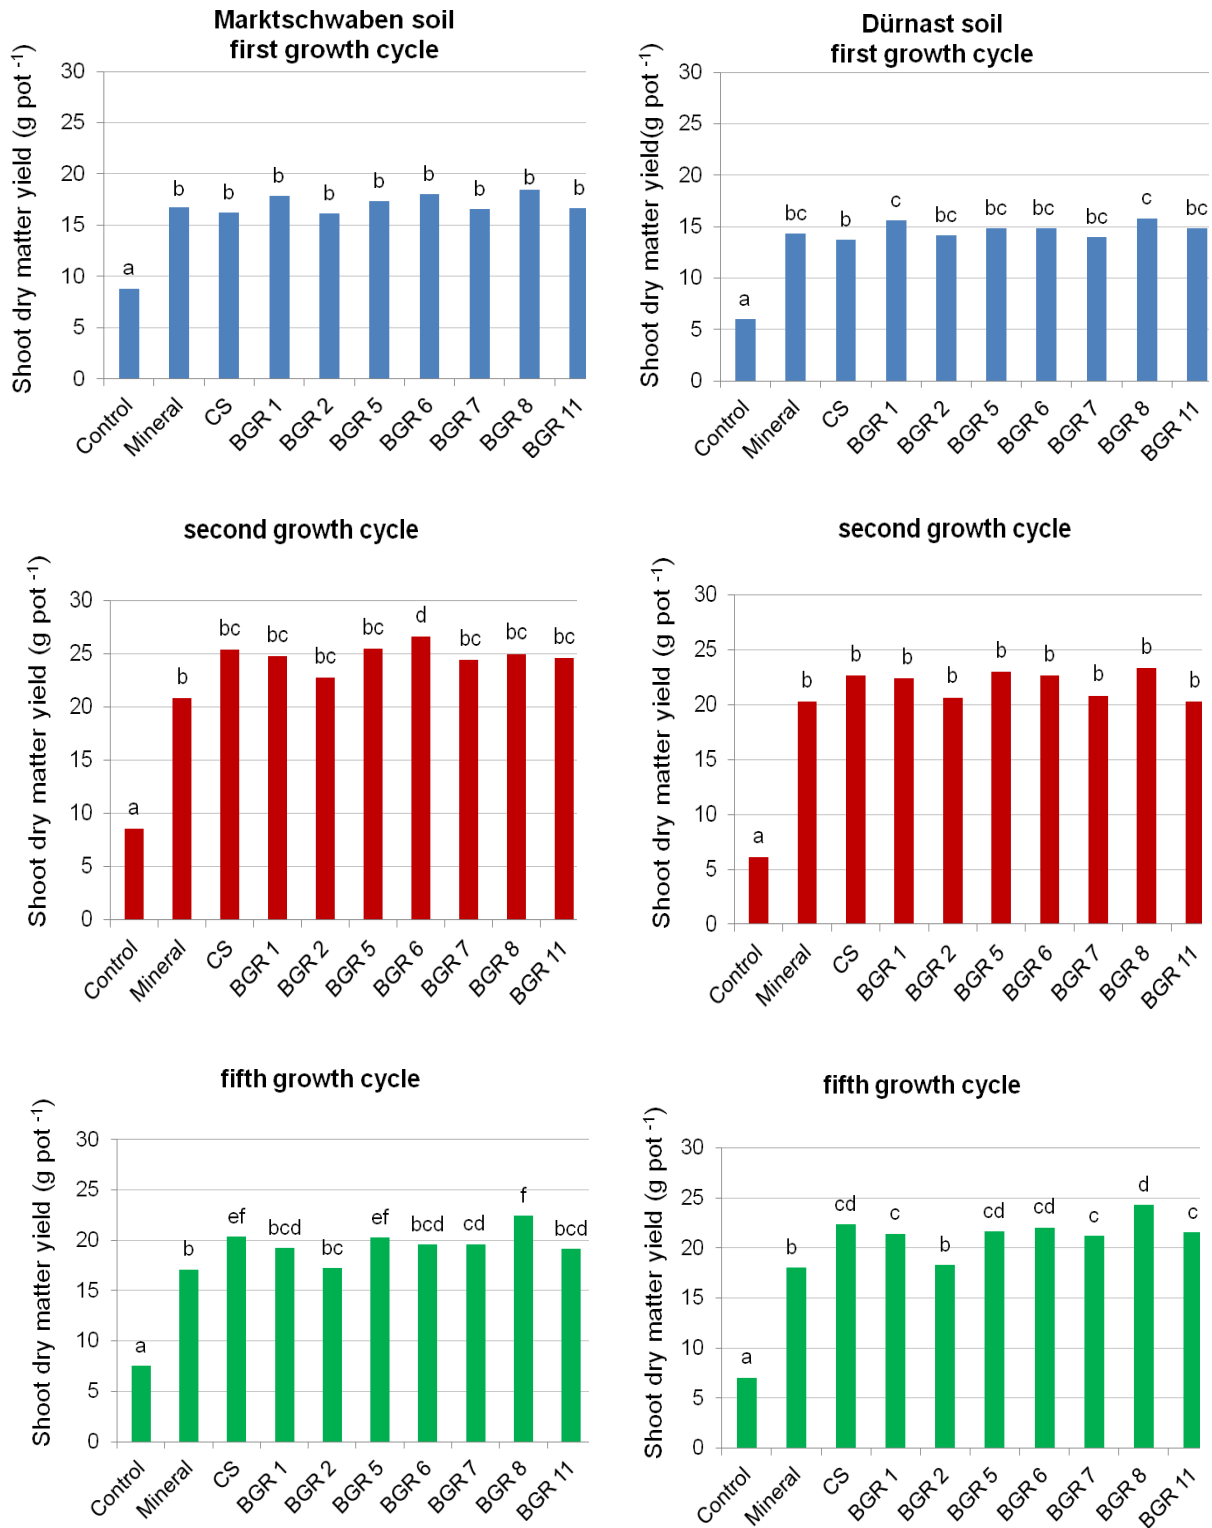 Marktschwaben soil
first growth cycle
Shoot dry matter yield (g pot -1)
30
25
20
15
10
5
0
a b b b b b b b b b
Control Mineral CS BGR 1 BGR 2 BGR 5 BGR 6 BGR 7 BGR 8 BGR 11
Dürnast soil
first growth cycle
Shoot dry matter yield(g pot -1)
30
25
20
15
10
5
0
a bc b c bc bc bc bc c bc
Control Mineral CS BGR 1 BGR 2 BGR 5 BGR 6 BGR 7 BGR 8 BGR 11
second growth cycle
Shoot dry matter yield (g pot -1)
30
25
20
15
10
5
0
a b bc bc bc bc d bc bc bc
Control Mineral CS BGR 1 BGR 2 BGR 5 BGR 6 BGR 7 BGR 8 BGR 11
second growth cycle
Shoot dry matter yield (g pot -1)
30
25
20
15
10
5
0
a b b b b b b b b b
Control Mineral CS BGR 1 BGR 2 BGR 5 BGR 6 BGR 7 BGR 8 BGR 11
fifth growth cycle
Shoot dry matter yield (g pot -1)
30
25
20
15
10
5
0
a b ef bcd bc ef bcd cd f bcd
Control Mineral CS BGR 1 BGR 2 BGR 5 BGR 6 BGR 7 BGR 8 BGR 11
fifth growth cycle
Shoot dry matter yield (g pot -1)
30
25
20
15
10
5
0
a b cd c b cd cd c d c
Control Mineral CS BGR 1 BGR 2 BGR 5 BGR 6 BGR 7 BGR 8 BGR 11